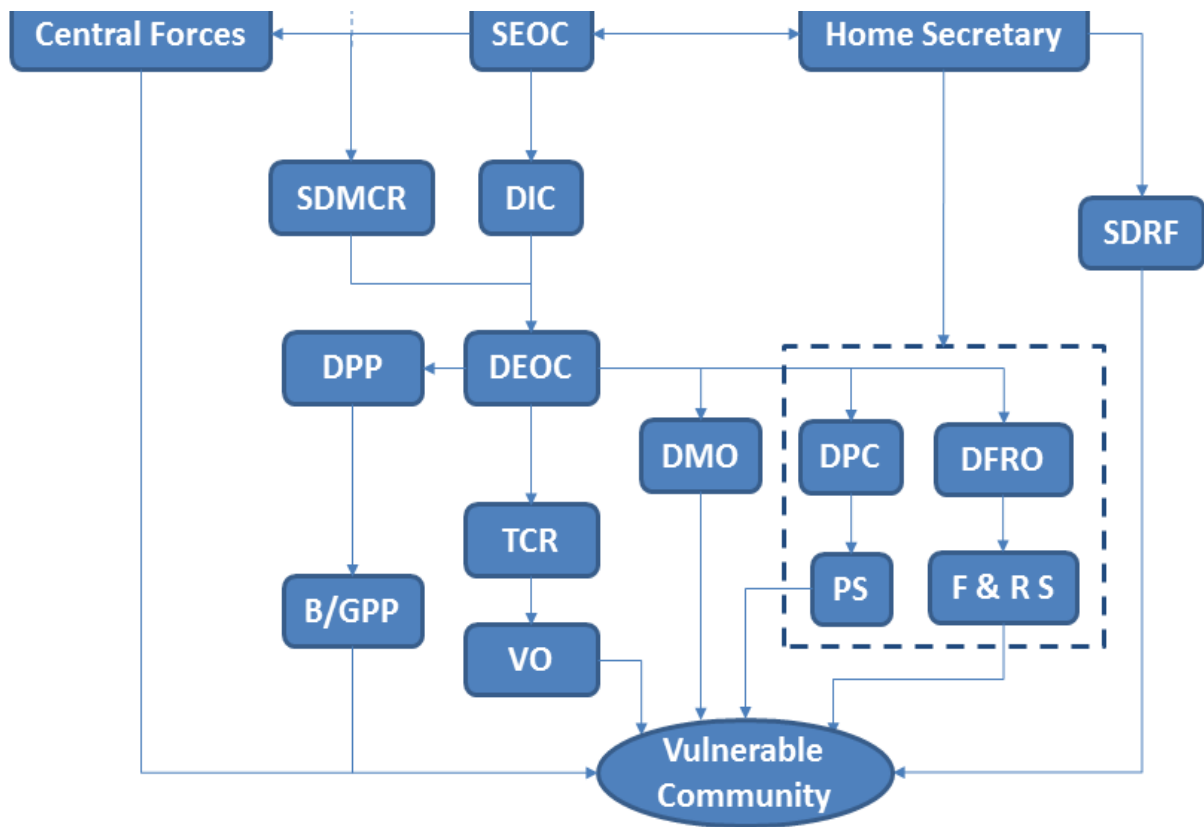 Central Forces
SEOC
Home Secretary
SDMCR
DIC
SDRF
DPP
DEOC
DMO
DPC
DFRO
TCR
B/GPP
PS
F & R S
VO
Vulnerable
Community